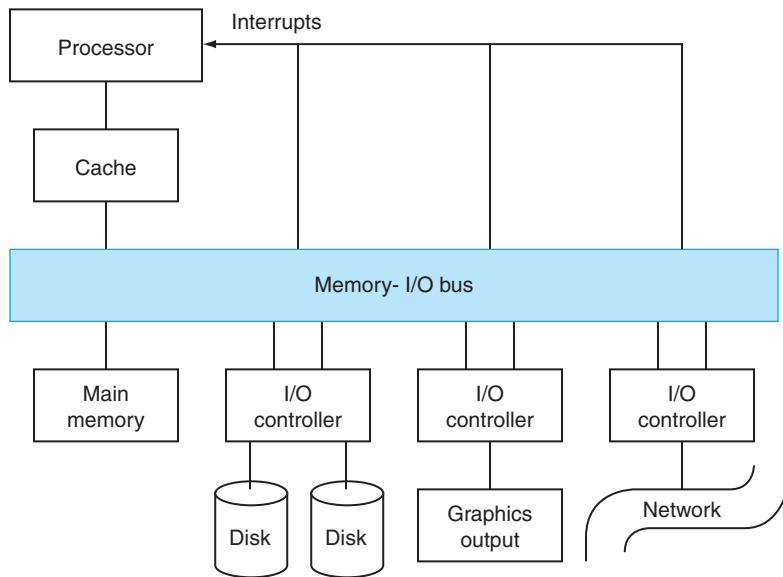 Interrupts
Processor
Cache
Memory- I/O bus
Main
memory
I/O
controller
I/O
controller
I/O
controller
Disk
Disk
Graphics
output
Network